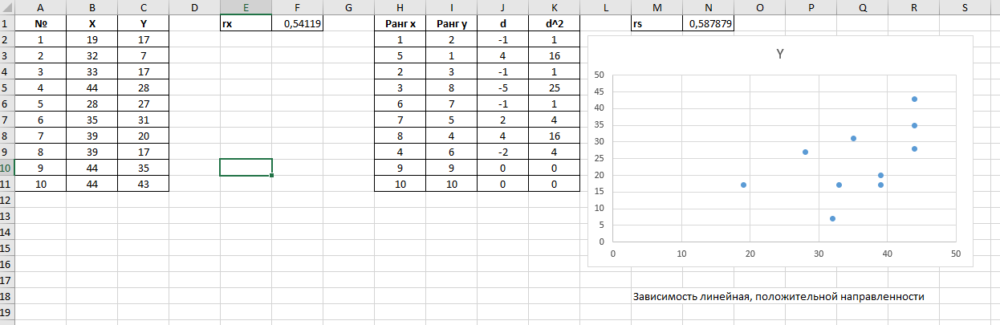 A B C D E F G H I J K L M N O P Q R S
1 № X Y rx 0,54119 Ранг x Ранг y d d^2 rs 0,587879
2 1 19 17 1 2 -1 1
3 2 32 7 5 1 4 16
4 3 33 17 2 3 -1 1
5 4 44 28 3 8 -5 25
6 5 28 27 6 7 -1 1
7 6 35 31 7 5 2 4
8 7 39 20 8 4 4 16
9 8 39 17 4 6 -2 4
10 9 44 35 9 9 0 0
11 10 44 43 10 10 0 0
12
13
14
15
16
17
18 Зависимость линейная, положительной направленности
19
Y
50
45
40
35
30
25
20
15
10
5
0
0 10 20 30 40 50